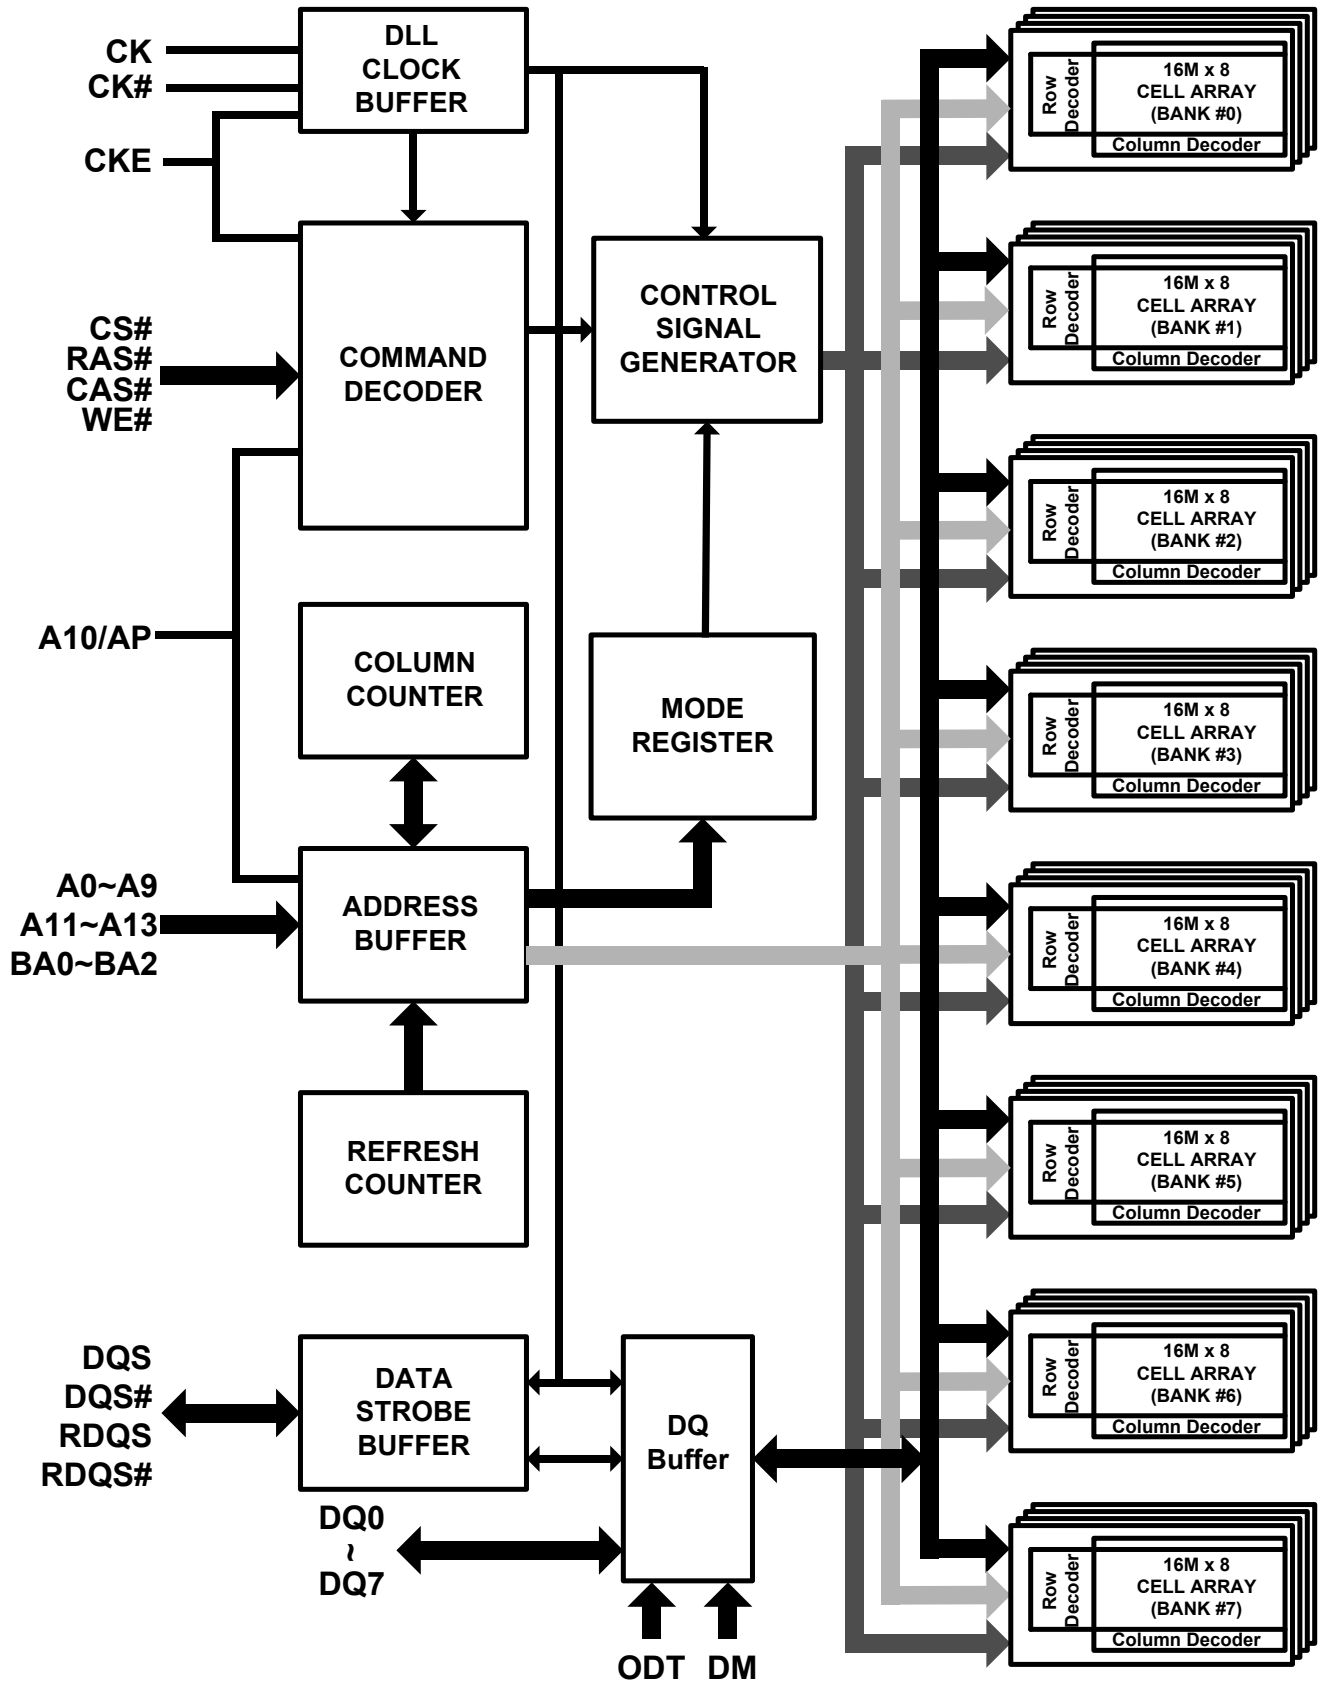 CK
CK#
CKE
CS#
RAS#
CAS#
WE#
A10/AP
A0~A9
A11~A13
BA0~BA2
DQS
DQS#
RDQS
RDQS#
DLL
CLOCK
BUFFER
COMMAND
DECODER
COLUMN
COUNTER
ADDRESS
BUFFER
REFRESH
COUNTER
DATA
STROBE
BUFFER
DQ0
~
DQ7
CONTROL
SIGNAL
GENERATOR
MODE
REGISTER
DQ
Buffer
ODT DM
Row
Decoder
16M x 8
CELL ARRAY
(BANK #0)
Column Decoder
Row
Decoder
16M x 8
CELL ARRAY
(BANK #1)
Column Decoder
Row
Decoder
16M x 8
CELL ARRAY
(BANK #2)
Column Decoder
Row
Decoder
16M x 8
CELL ARRAY
(BANK #3)
Column Decoder
Row
Decoder
16M x 8
CELL ARRAY
(BANK #4)
Column Decoder
Row
Decoder
16M x 8
CELL ARRAY
(BANK #5)
Column Decoder
Row
Decoder
16M x 8
CELL ARRAY
(BANK #6)
Column Decoder
Row
Decoder
16M x 8
CELL ARRAY
(BANK #7)
Column Decoder